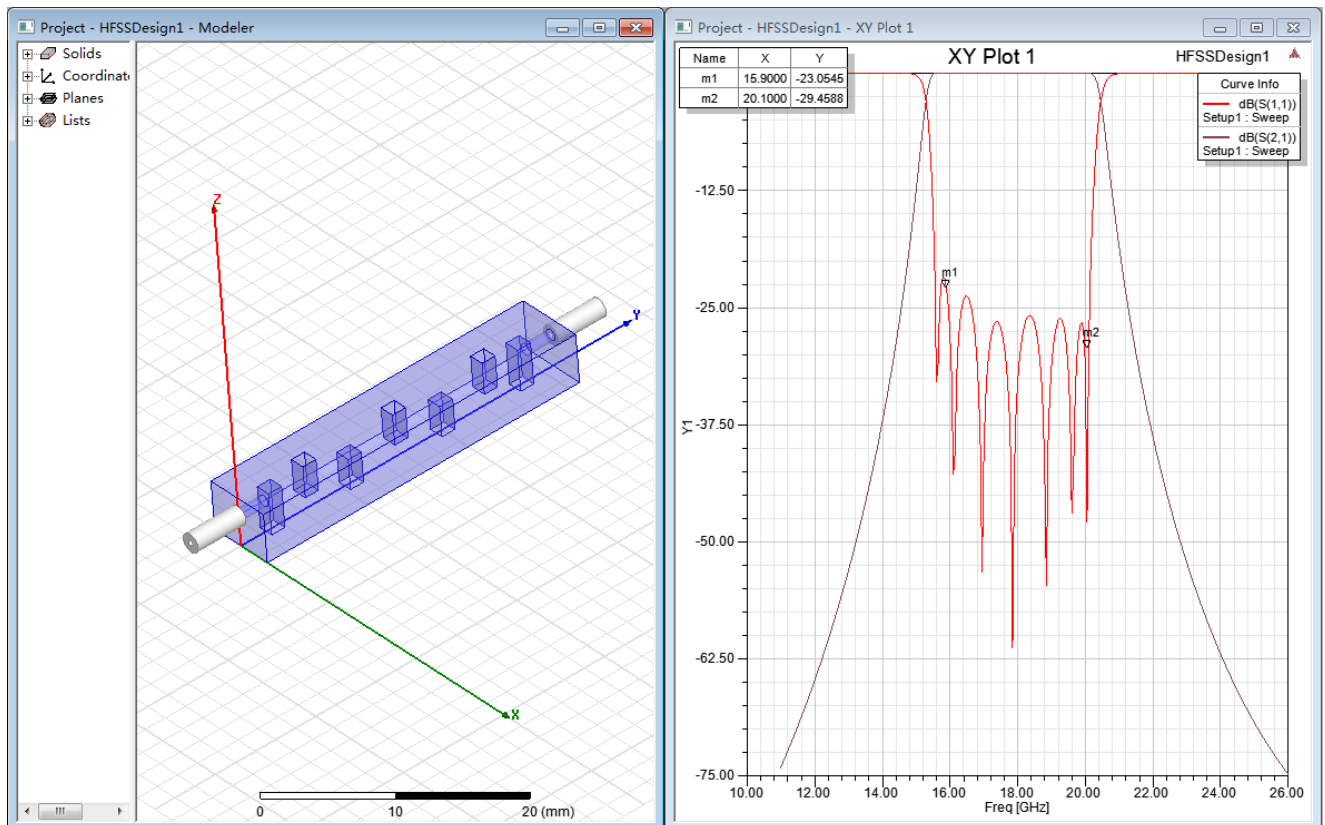 Project - HFSSDesign1 - Modeler
Solids
Coordinat
Planes
Lists
Z
Y
X
0
10
20 (mm)
Project - HFSSDesign1 - XY Plot 1
Name X Y
m1 15.9000 -23.0545
m2 20.1000 -29.4588
XY Plot 1
HFSSDesign1
Curve Info
dB(S(1,1))
Setup1 : Sweep
dB(S(2,1))
Setup1 : Sweep
-12.50
m1
-25.00
m2
-37.50
Y1
-50.00
-62.50
-75.00
10.00 12.00 14.00 16.00 18.00 20.00 22.00 24.00 26.00
Freq [GHz]